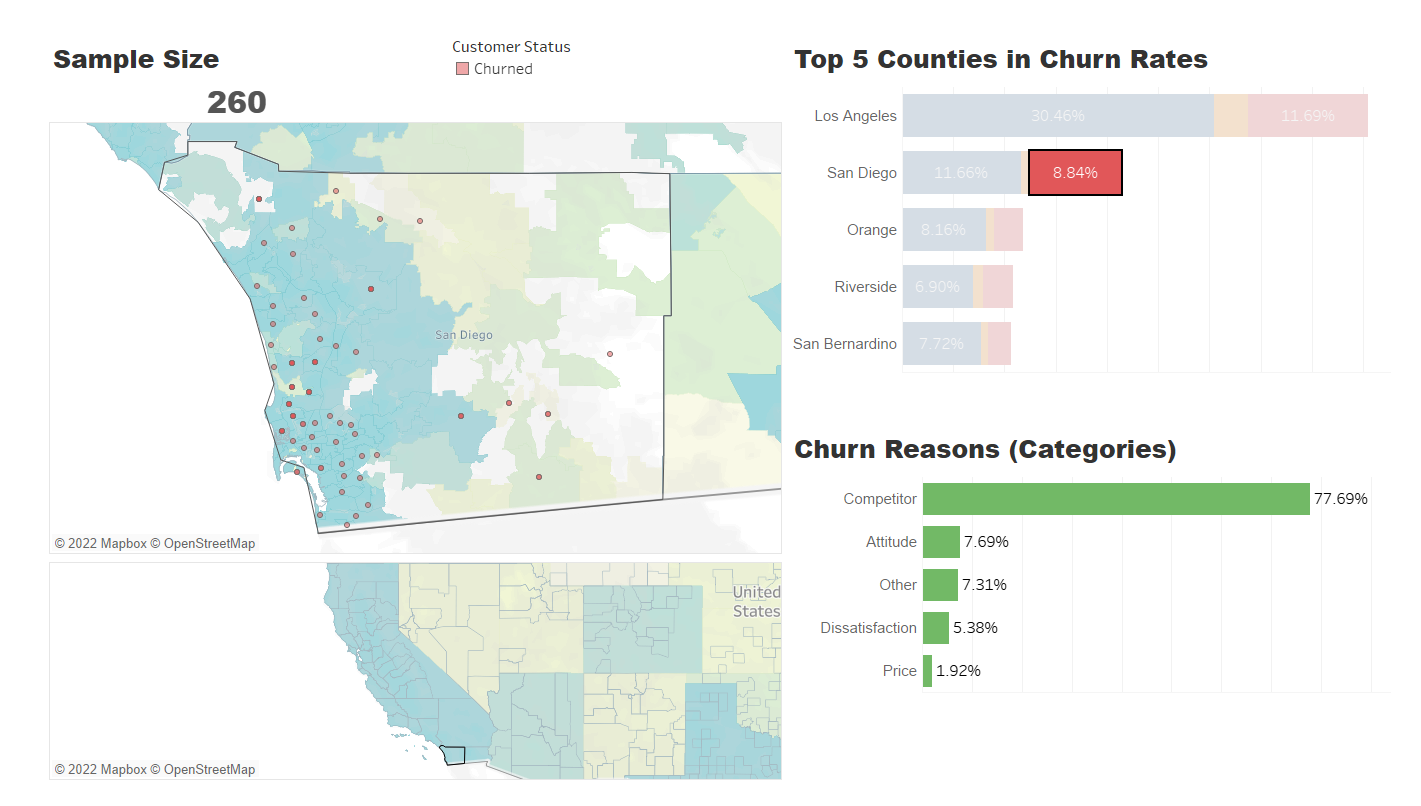 Sample Size
Customer Status
Churned
260
San Diego
© 2022 Mapbox © OpenStreetMap
United
States
© 2022 Mapbox © OpenStreetMap
Top 5 Counties in Churn Rates
Los Angeles 30.46% 11.69%
San Diego 11.66% 8.84%
Orange 8.16%
Riverside 6.90%
San Bernardino 7.72%
Churn Reasons (Categories)
Competitor 77.69%
Attitude 7.69%
Other 7.31%
Dissatisfaction 5.38%
Price 1.92%